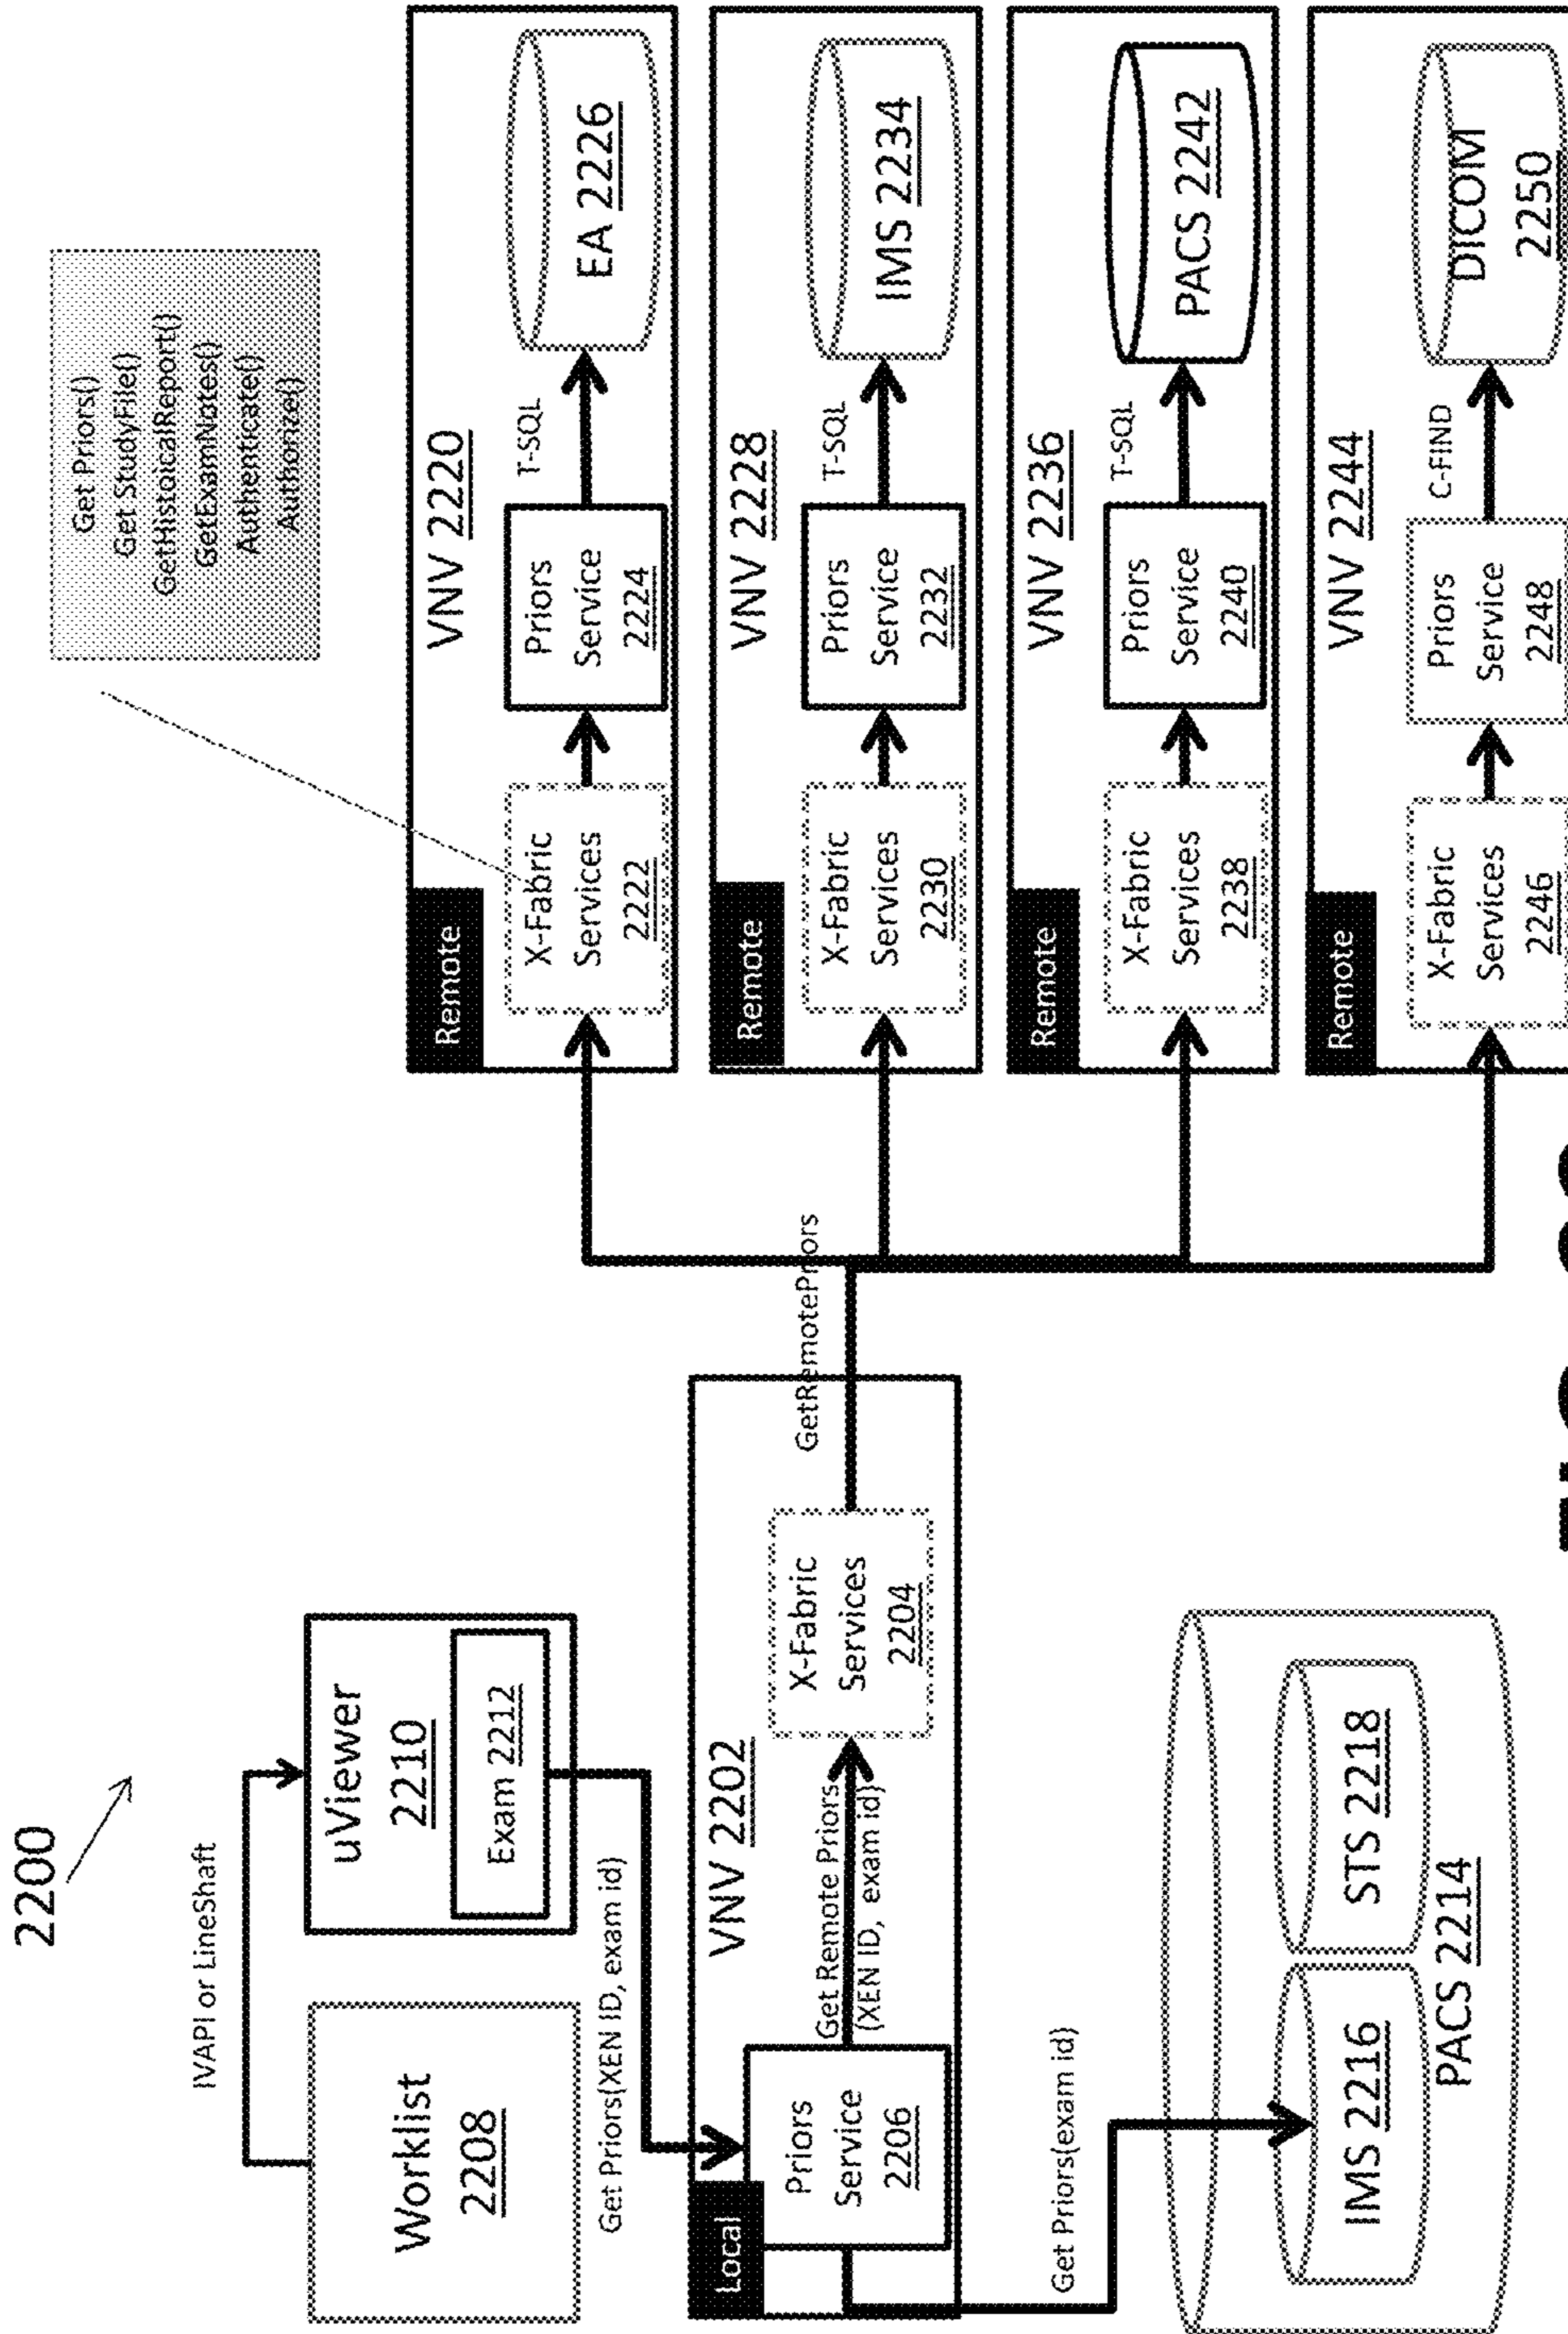 2200
IVAPI or LineShaft
Worklist
2208
uViewer
2210
Exam 2212
Get Priors(XEN ID, exam id)
Local
VNV 2202
Priors
Service
2206
Get Remote Priors
(XEN ID, exam id)
X-Fabric
Services
2204
GetRemotePriors
Get Priors(exam id)
IMS 2216
STS 2218
PACS 2214
Get Priors()
Get StudyFile()
GetHistoicalReport()
GetExamNotes()
Authenticate()
Authorize()
Remote
VNV 2220
X-Fabric
Services
2222
Priors
Service
2224
T-SQL
EA 2226
Remote
VNV 2228
X-Fabric
Services
2230
Priors
Service
2232
T-SQL
IMS 2234
Remote
VNV 2236
X-Fabric
Services
2238
Priors
Service
2240
T-SQL
PACS 2242
Remote
VNV 2244
X-Fabric
Services
2246
Priors
Service
2248
C-FIND
DICOM
2250